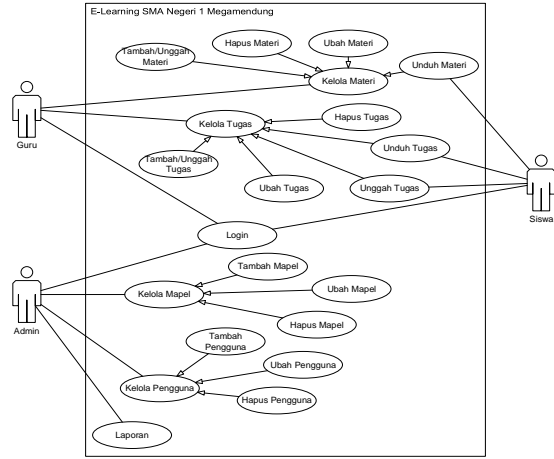 E-Learning SMA Negeri 1 Megamendung
Tambah/Unggah
Materi
Hapus Materi
Ubah Materi
Unduh Materi
Kelola Materi
Guru
Kelola Tugas
Hapus Tugas
Unduh Tugas
Tambah/Unggah
Tugas
Ubah Tugas
Unggah Tugas
Siswa
Login
Tambah Mapel
Kelola Mapel
Ubah Mapel
Hapus Mapel
Admin
Tambah
Pengguna
Ubah Pengguna
Kelola Pengguna
Hapus Pengguna
Laporan